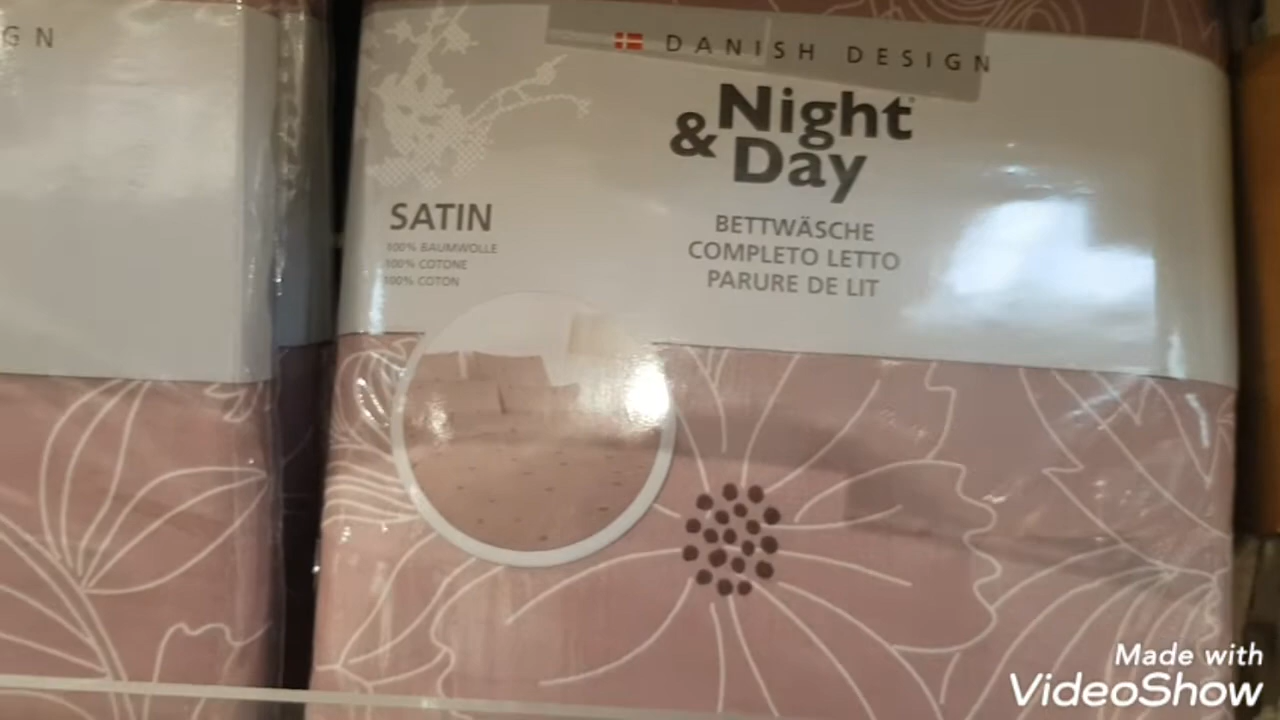 GN
DANISH DESIGN
Night
& Day
SATIN
100% BAUMWOLLE
100% COTONE
100% COTON
BETTWÄSCHE
COMPLETO LETTO
PARURE DE LIT
Made with
VideoShow